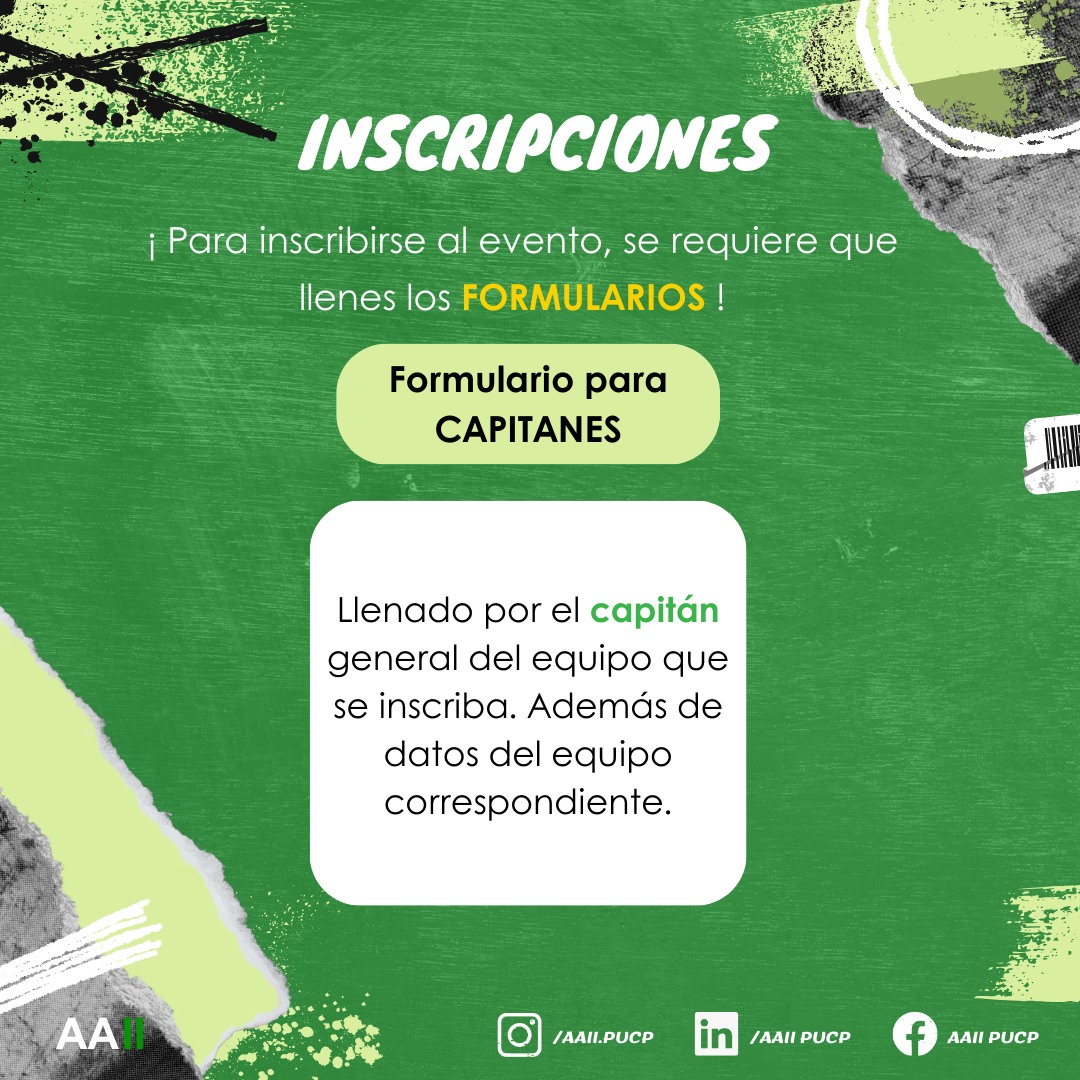 INSCRIPCIONES
¡ Para inscribirse al evento, se requiere que
llenes los FORMULARIOS !
Formulario para
CAPITANES
Llenado por el capitán
general del equipo que
se inscriba. Además de
datos del equipo
correspondiente.
AAII
/AAII.PUCP
/AAII PUCP
AAII PUCP